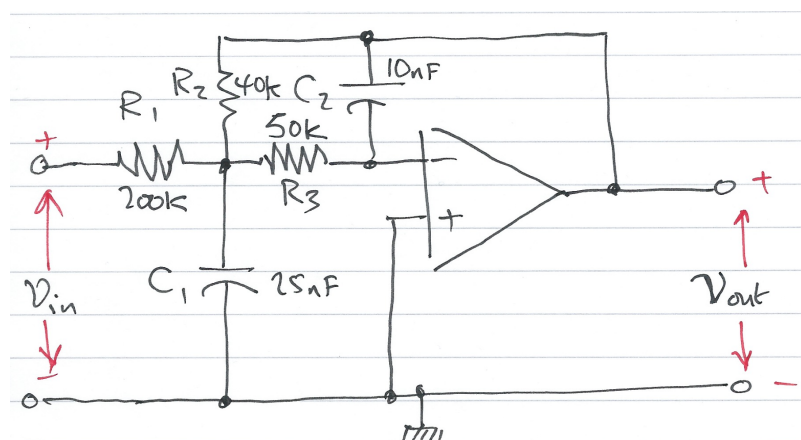 R2 40k C2 10nF
R1
50k
200k R3
+ − +
+
C1 25nF
Vin Vout
− −